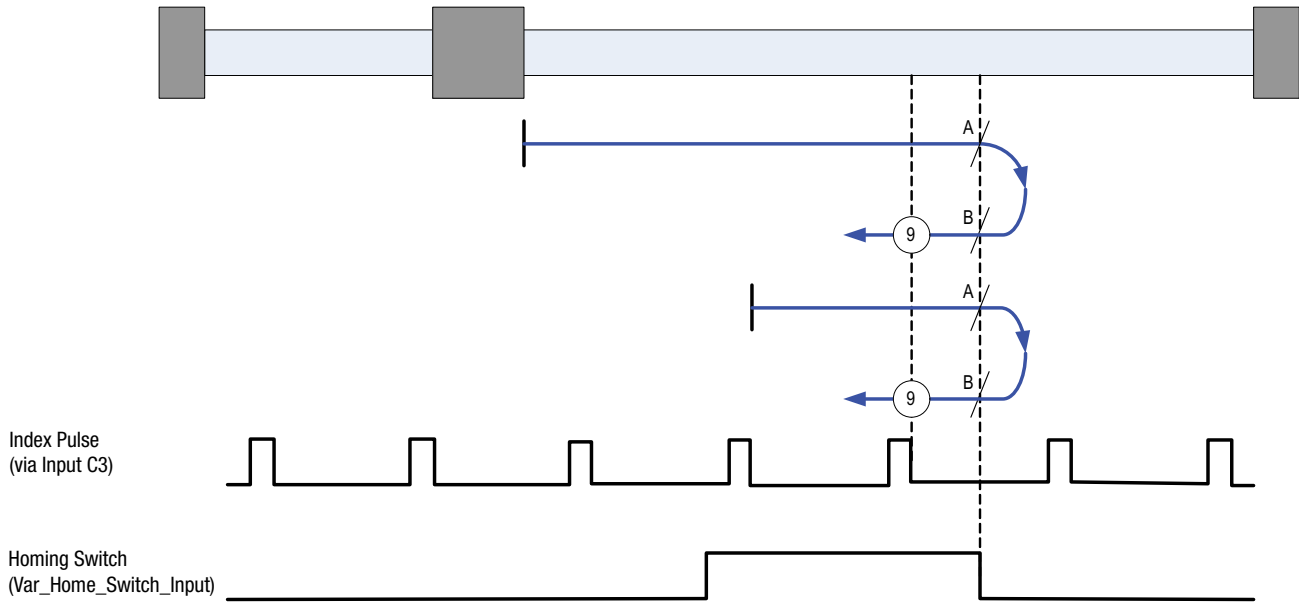 A
B
9
A
B
9
Index Pulse
(via Input C3)
Homing Switch
(Var_Home_Switch_Input)